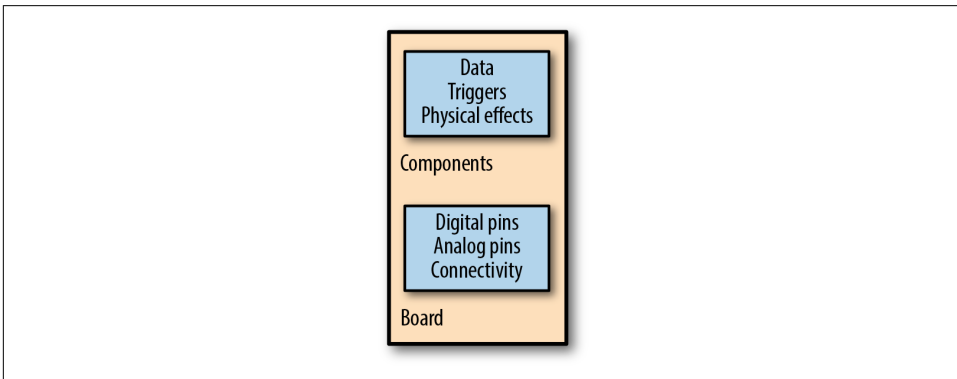 Data
Triggers
Physical effects
Components
Digital pins
Analog pins
Connectivity
Board